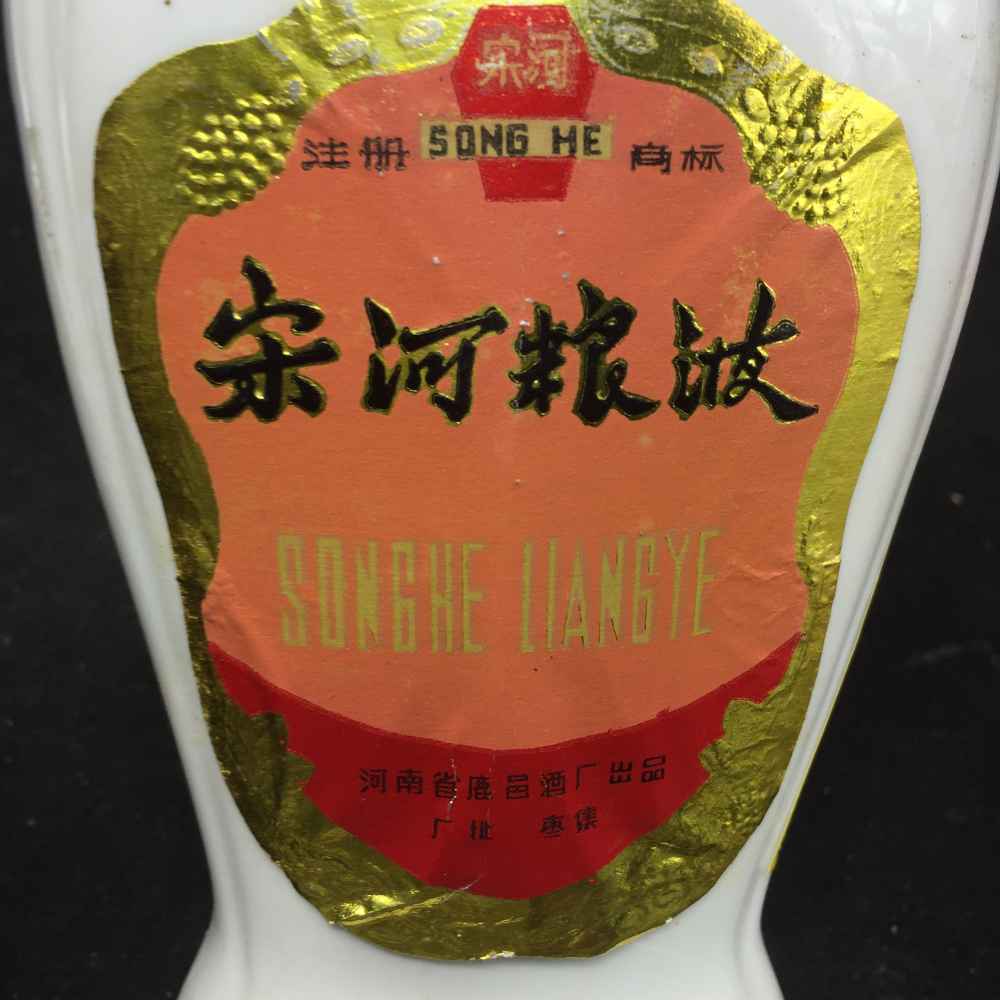 宋河
注册 SONG HE 商标
宋河粮液
SONGHE LIANGYE
河南省鹿邑酒厂出品
厂址 枣集